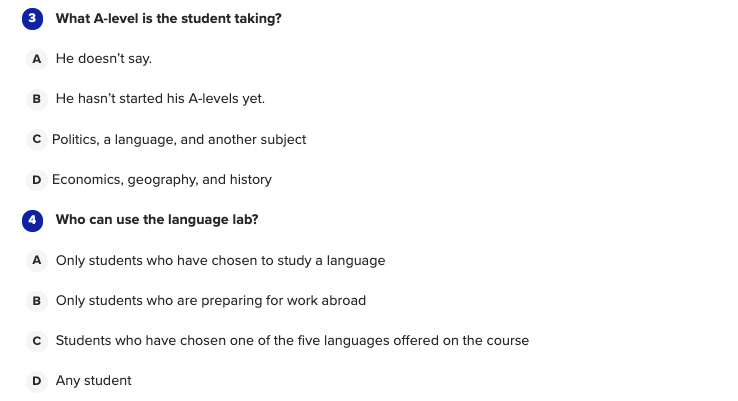 3 What A-level is the student taking?
A He doesn’t say.
B He hasn’t started his A-levels yet.
C Politics, a language, and another subject
D Economics, geography, and history
4 Who can use the language lab?
A Only students who have chosen to study a language
B Only students who are preparing for work abroad
C Students who have chosen one of the five languages offered on the course
D Any student